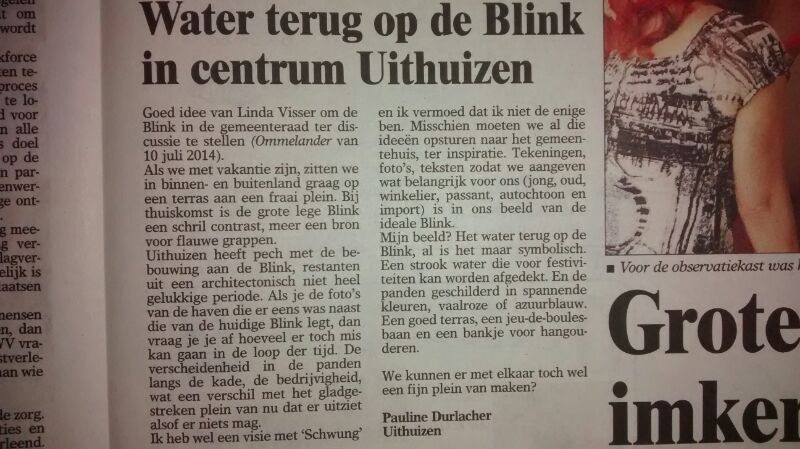 Water terug op de Blink
in centrum Uithuizen
Goed idee van Linda Visser om de
Blink in de gemeenteraad ter dis-
cussie te stellen (Ommelander van
10 juli 2014).
Als we met vakantie zijn, zitten we
in binnen- en buitenland graag op
een terras aan een fraai plein. Bij
thuiskomst is de grote lege Blink
een schril contrast, meer een bron
voor flauwe grappen.
Uithuizen heeft pech met de be-
bouwing aan de Blink, restanten
uit een architectonisch niet heel
gelukkige periode. Als je de foto's
van de haven die er eens was naast
die van de huidige Blink legt, dan
vraag je je af hoeveel er toch mis
kan gaan in de loop der tijd. De
verscheidenheid in de panden
langs de kade, de bedrijvigheid,
wat een verschil met het gladge-
streken plein van nu dat er uitziet
alsof er niets mag.
Ik heb wel een visie met 'Schwung'
en ik vermoed dat ik niet de enige
ben. Misschien moeten we al die
ideeën opsturen naar het gemeen-
tehuis, ter inspiratie. Tekeningen,
foto's, teksten zodat we aangeven
wat belangrijk voor ons (jong, oud,
winkelier, passant, autochtoon en
import) is in ons beeld van de
ideale Blink.
Mijn beeld? Het water terug op de
Blink, al is het maar symbolisch.
Een strook water die voor festivi-
teiten kan worden afgedekt. En de
panden geschilderd in spannende
kleuren, vaalroze of azuurblauw.
Een goed terras, een jeu-de-boules-
baan en een bankje voor hangou-
deren.
We kunnen er met elkaar toch wel
een fijn plein van maken?
Pauline Durlacher
Uithuizen
■ Voor de observatiekast was
Grote
imker